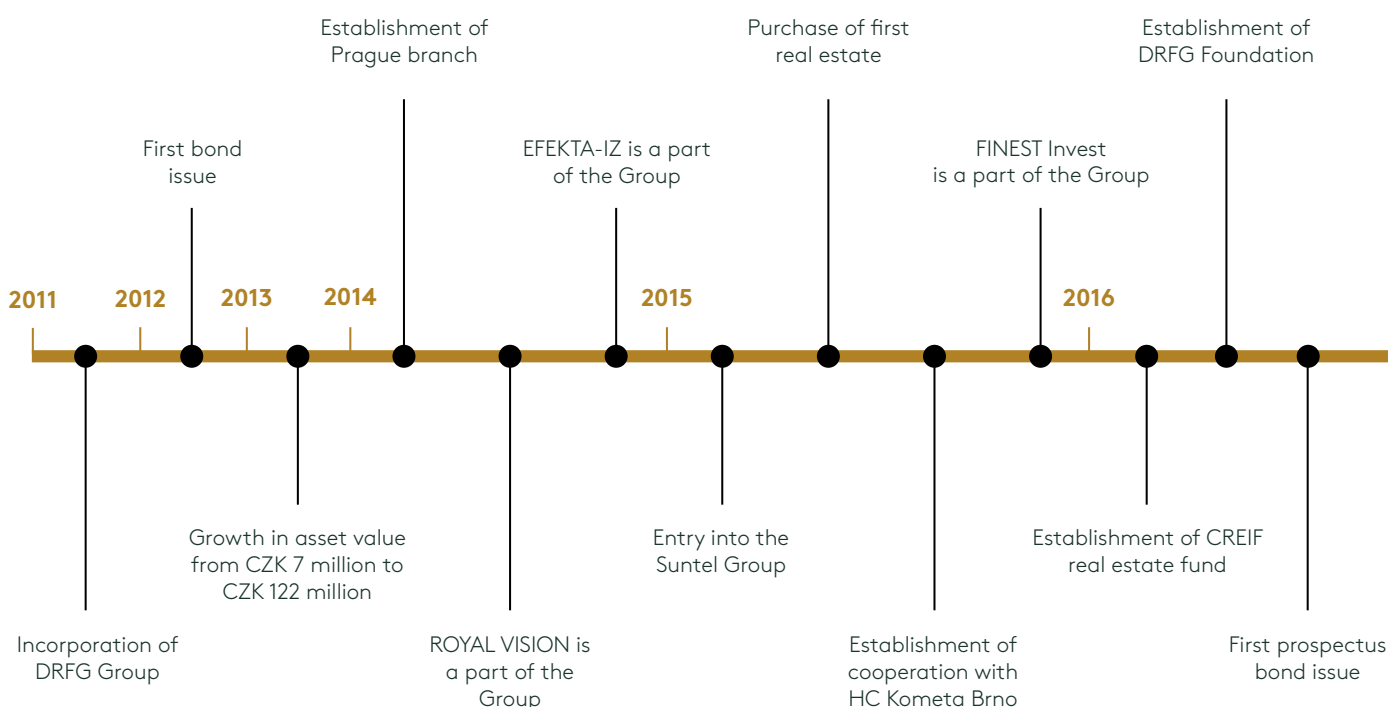 Establishment of
Prague branch
Purchase of first
real estate
Establishment of
DRFG Foundation
First bond
issue
EFEKTA-IZ is a part
of the Group
FINEST Invest
is a part of the Group
2011
2012
2013
2014
2015
2016
Growth in asset value
from CZK 7 million to
CZK 122 million
Entry into the
Suntel Group
Establishment of CREIF
real estate fund
Incorporation of
DRFG Group
ROYAL VISION is
a part of the
Group
Establishment of
cooperation with
HC Kometa Brno
First prospectus
bond issue